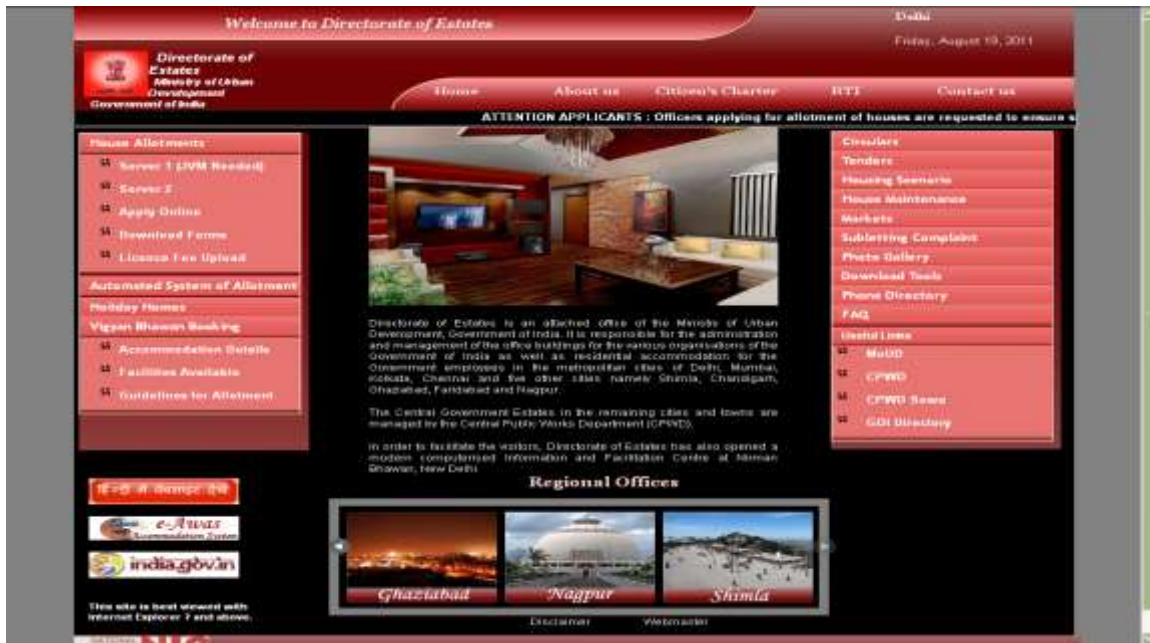 Welcome to Directorate of Estates
Delhi
Friday, August 19, 2011
Directorate of
Estates
Ministry of Urban
Development
Government of India
Home
About us
Citizen's Charter
RTI
Contact us
ATTENTION APPLICANTS : Officers applying for allotment of houses are requested to ensure
House Allotments
Server 1 (JVM Needed)
Server 2
Apply Online
Download Forms
Licence Fee Upload
Automated System of Allotment
Holiday Homes
Vigyan Bhawan Booking
Accommodation Details
Facilities Available
Guidelines for Allotment
Directorate of Estates is an attached office of the Ministry of Urban
Development, Government of India. It is responsible for the administration
and management of the office buildings for the various organisations of the
Government of India as well as residential accommodation for the
Government employees in the metropolitan cities of Delhi, Mumbai,
Kolkata, Chennai and five other cities namely Shimla, Chandigarh,
Ghaziabad, Faridabad and Nagpur.
The Central Government Estates in the remaining cities and towns are
managed by the Central Public Works Department (CPWD).
In order to facilitate the visitors, Directorate of Estates has also opened a
modern computerised Information and Facilitation Centre at Nirman
Bhawan, New Delhi
Circulars
Tenders
Housing Scenario
House Maintenance
Markets
Subletting Complaint
Photo Gallery
Download Tools
Phone Directory
FAQ
Useful Links
MoUD
CPWD
CPWD Sewa
GOI Directory
हिन्दी में वेबसाइट देखें
e-Awas
Accommodation System
india.gov.in
This site is best viewed with
Internet Explorer 7 and above.
Regional Offices
Ghaziabad
Nagpur
Shimla
Disclaimer
Webmaster